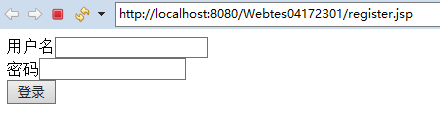 http://localhost:8080/Webtes04172301/register.jsp
用户名
密码
登录